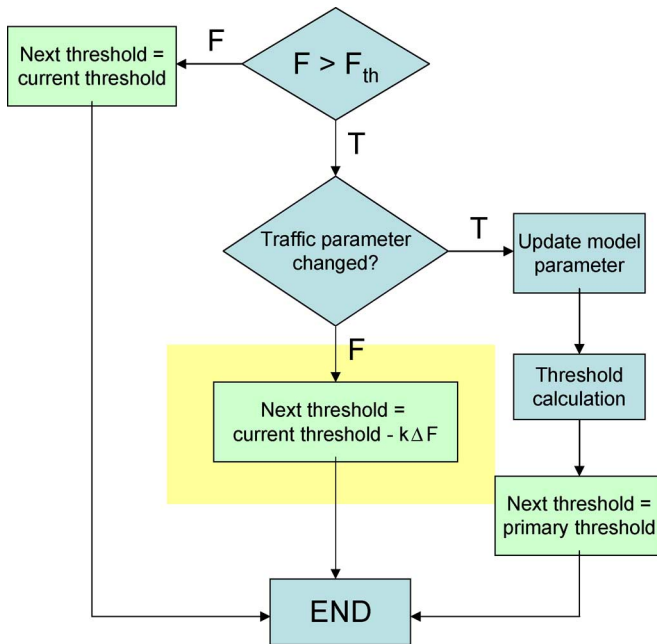 F
Next threshold =
current threshold
F > Fth
T
Traffic parameter
changed?
T
Update model
parameter
F
Next threshold =
current threshold - kΔF
Threshold
calculation
Next threshold =
primary threshold
END